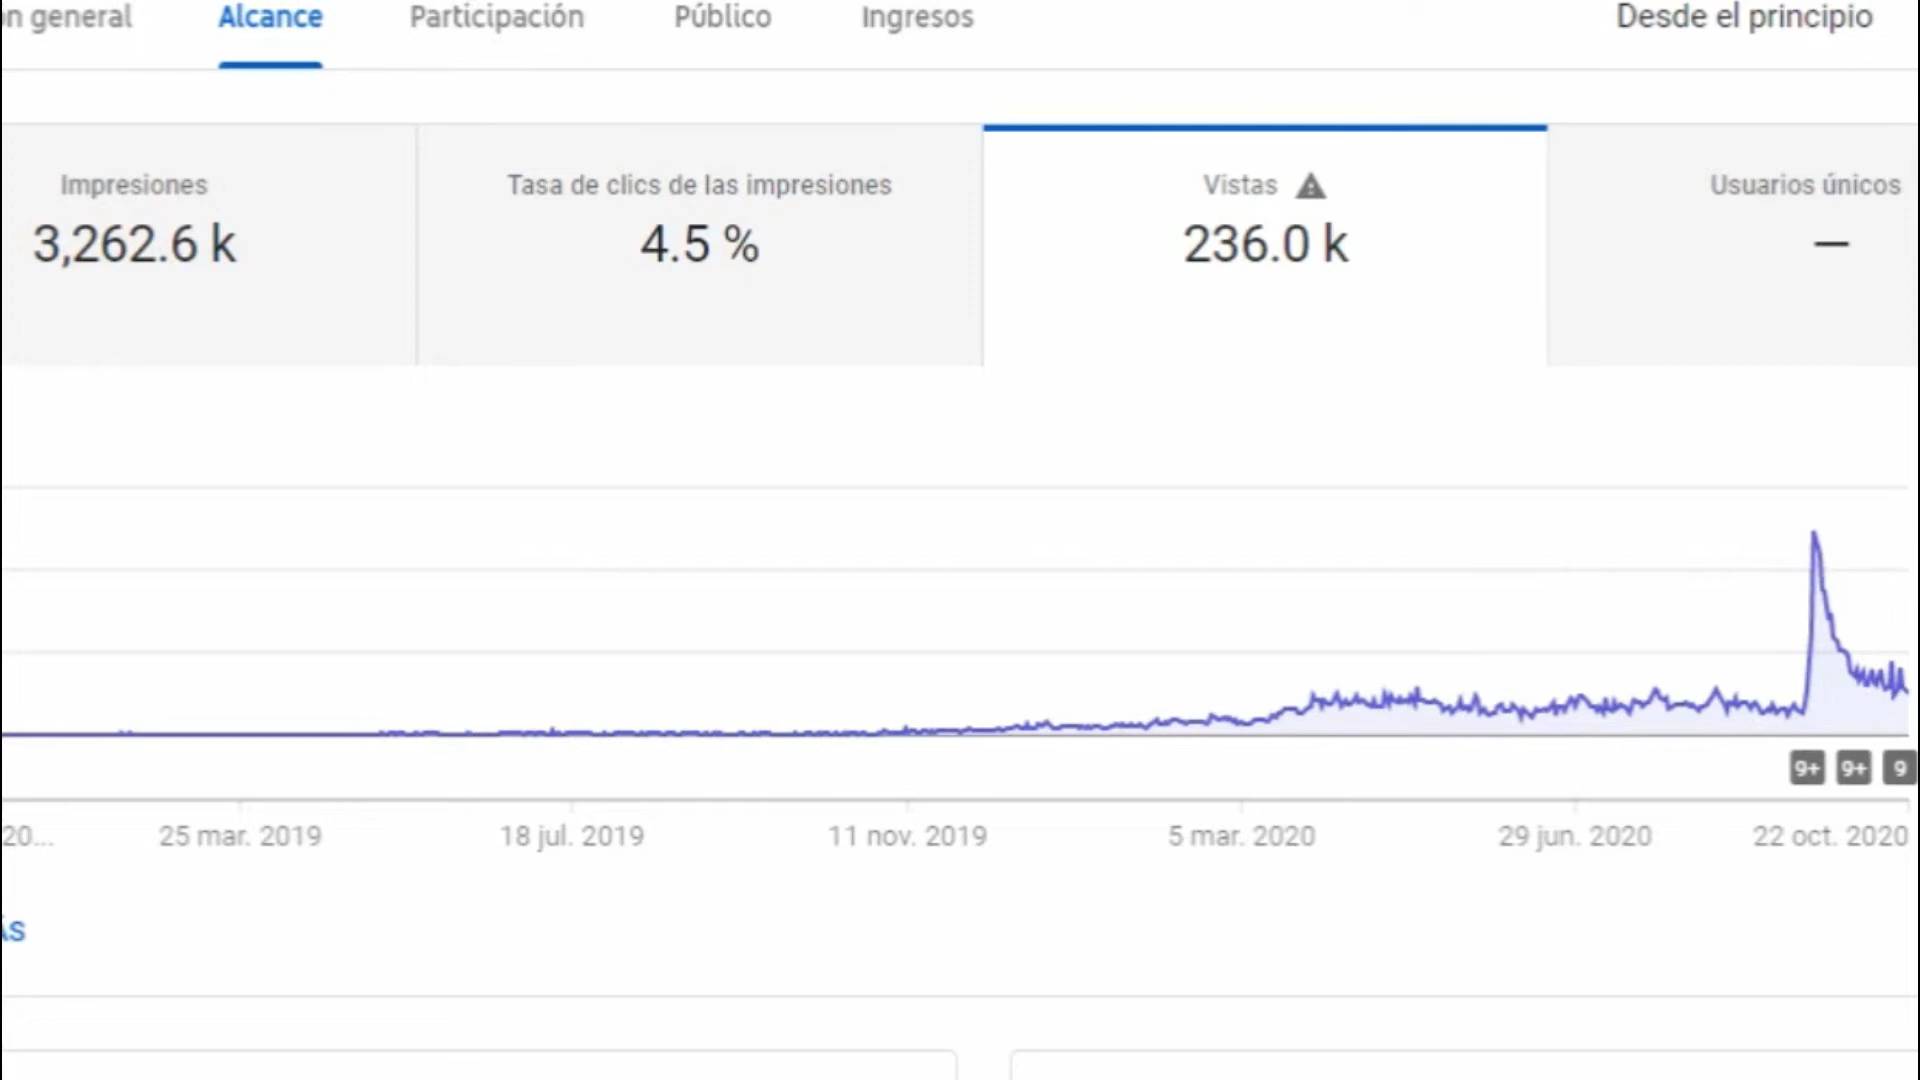 n general Alcance Participación Público Ingresos Desde el principio
Impresiones Tasa de clics de las impresiones Vistas Usuarios únicos
3,262.6 k 4.5 % 236.0 k —
9+ 9+ 9
20... 25 mar. 2019 18 jul. 2019 11 nov. 2019 5 mar. 2020 29 jun. 2020 22 oct. 2020
ÁS